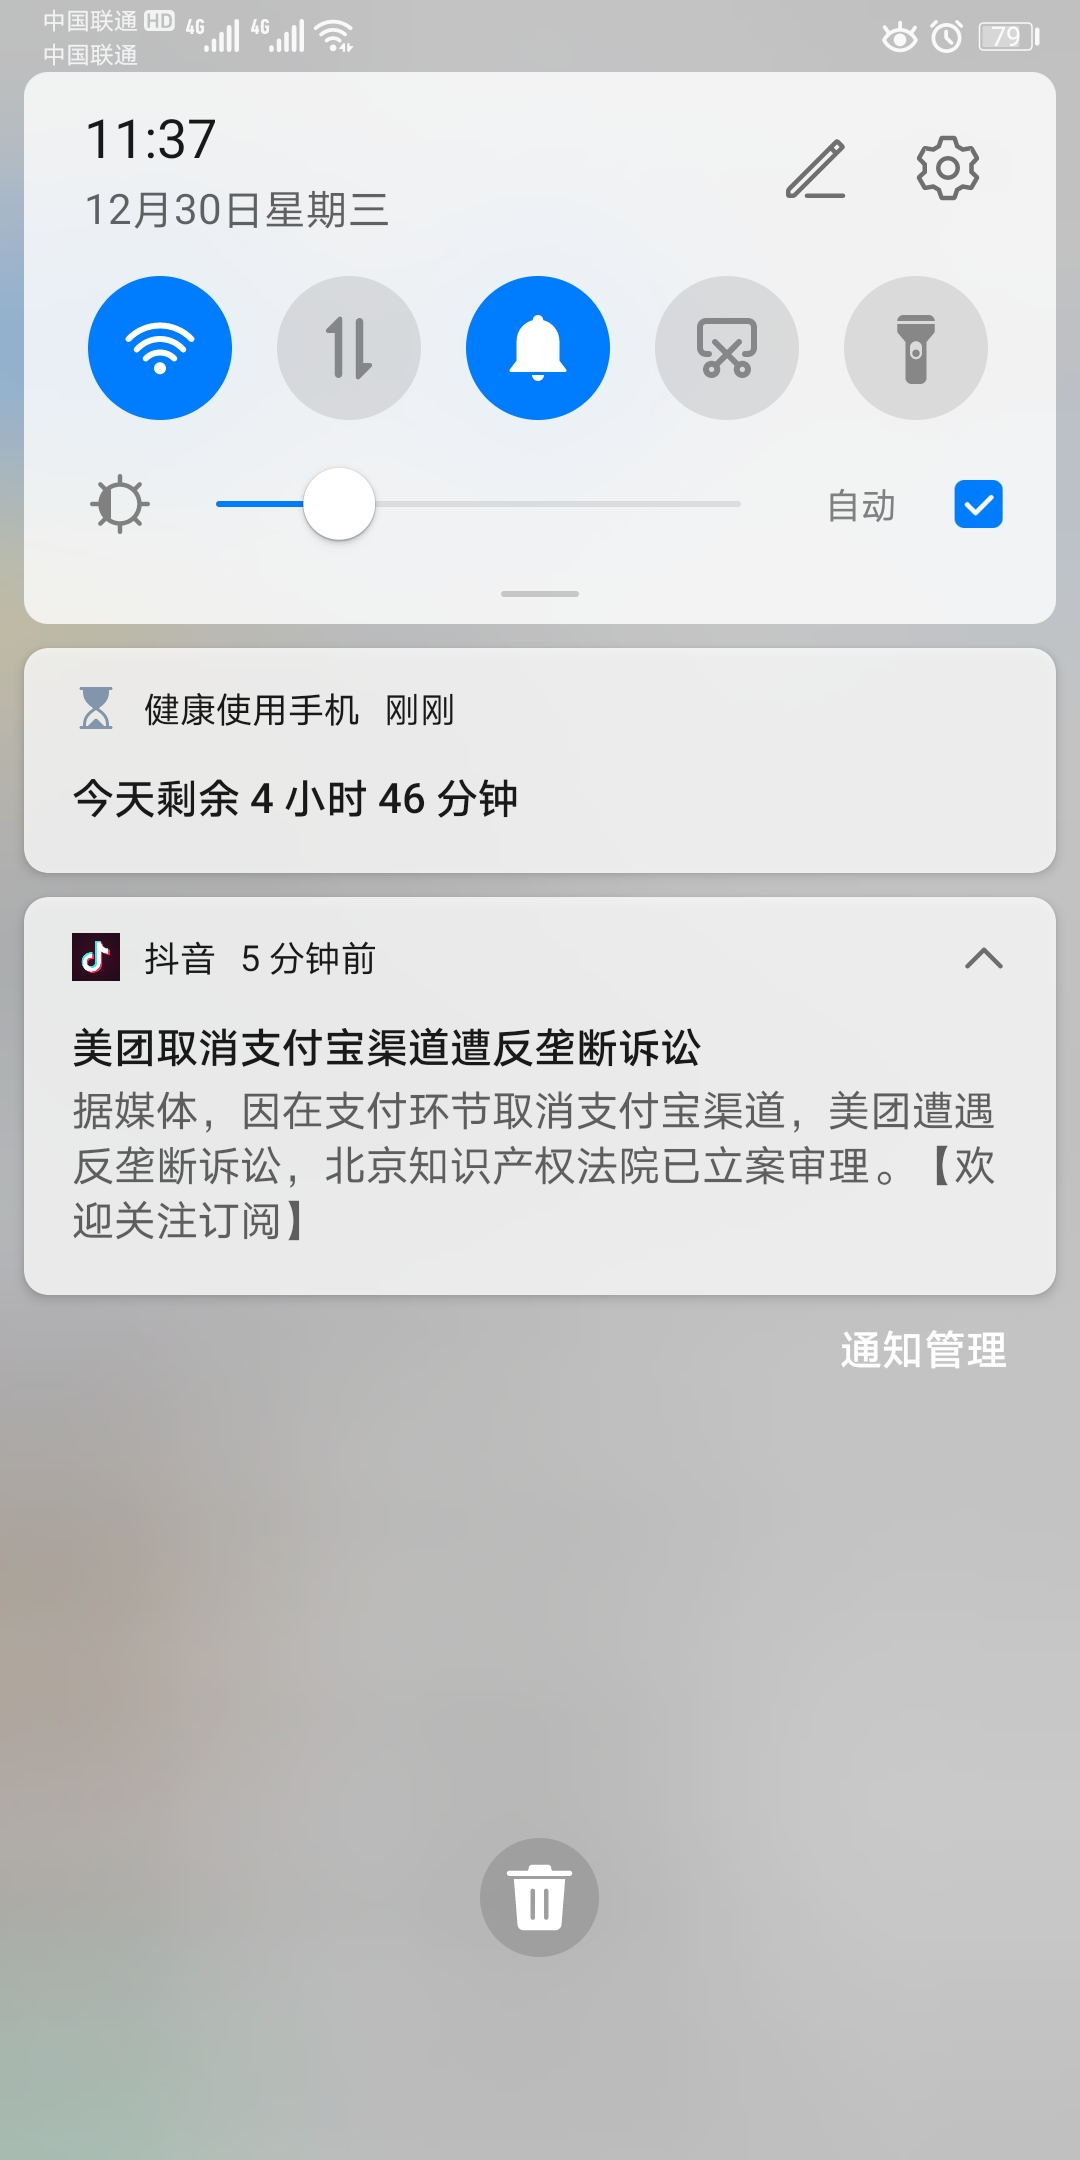 中国联通 HD 4G 4G
中国联通
79
11:37
12月30日星期三
自动
健康使用手机 刚刚
今天剩余 4 小时 46 分钟
抖音 5 分钟前
美团取消支付宝渠道遭反垄断诉讼
据媒体，因在支付环节取消支付宝渠道，美团遭遇
反垄断诉讼，北京知识产权法院已立案审理。【欢
迎关注订阅】
通知管理